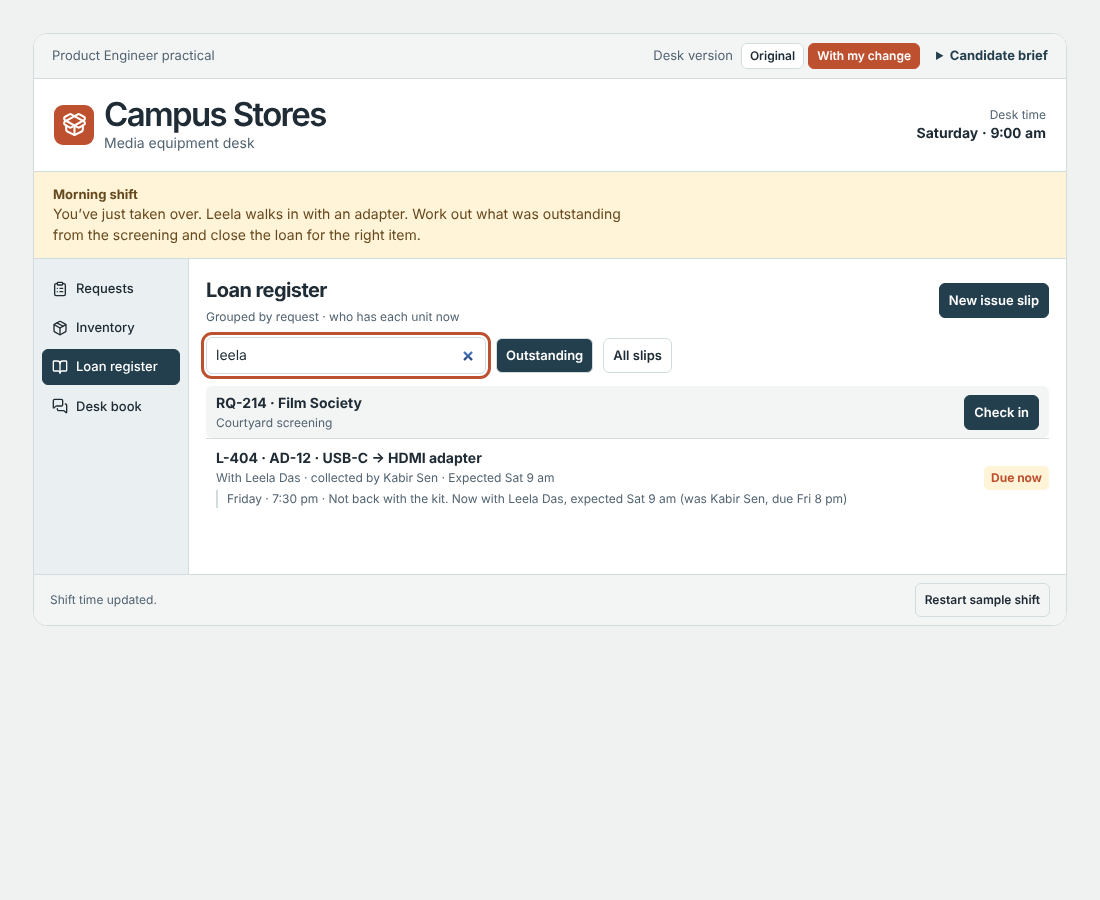 Product Engineer practical
Desk version Original With my change ▶ Candidate brief
Campus Stores
Media equipment desk
Desk time
Saturday · 9:00 am
Morning shift
You’ve just taken over. Leela walks in with an adapter. Work out what was outstanding
from the screening and close the loan for the right item.
Requests
Inventory
Loan register
Desk book
Loan register
Grouped by request · who has each unit now
New issue slip
leela
Outstanding
All slips
RQ-214 · Film Society
Courtyard screening
Check in
L-404 · AD-12 · USB-C → HDMI adapter
With Leela Das · collected by Kabir Sen · Expected Sat 9 am
Friday · 7:30 pm · Not back with the kit. Now with Leela Das, expected Sat 9 am (was Kabir Sen, due Fri 8 pm)
Due now
Shift time updated.
Restart sample shift